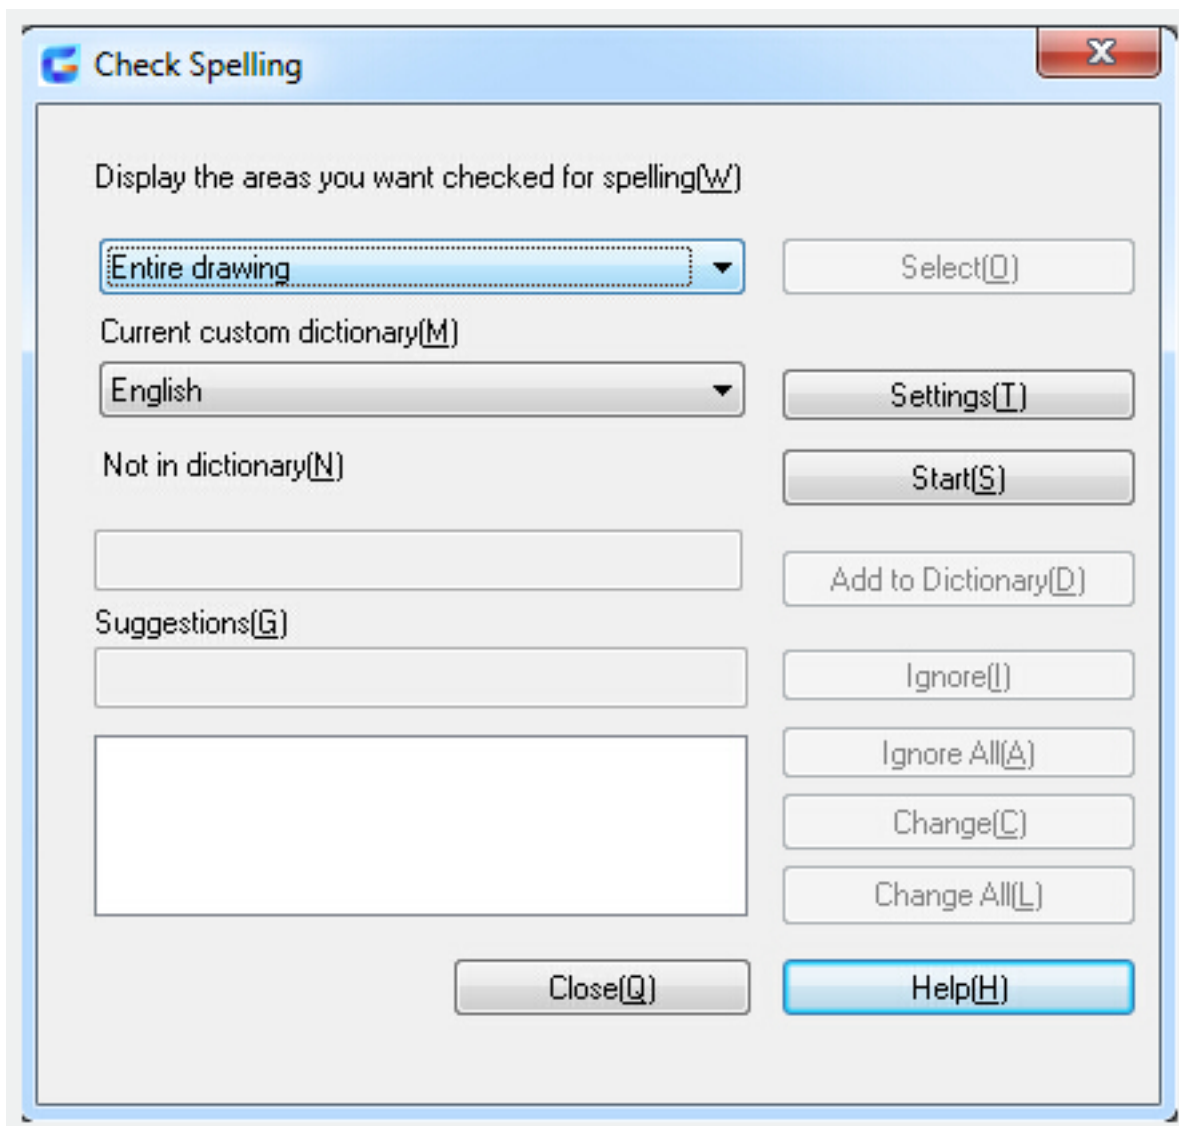 Check Spelling
Display the areas you want checked for spelling(W)
Entire drawing
Select(O)
Current custom dictionary(M)
English
Settings(T)
Not in dictionary(N)
Start(S)
Add to Dictionary(D)
Suggestions(G)
Ignore(I)
Ignore All(A)
Change(C)
Change All(L)
Close(Q)
Help(H)